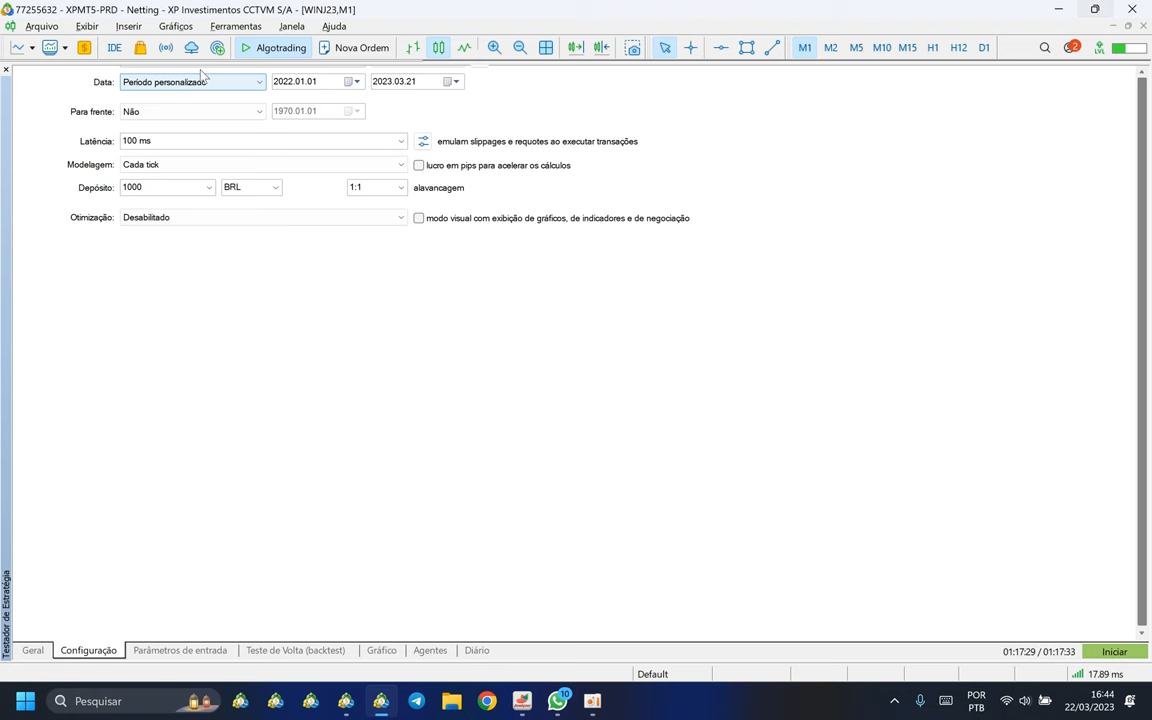 77255632 - XPMT5-PRD - Netting - XP Investimentos CCTVM S/A - [WINJ23,M1]
Arquivo Exibir Inserir Gráficos Ferramentas Janela Ajuda
IDE Algotrading Nova Ordem M1 M2 M5 M10 M15 H1 H12 D1 2 LVL
Data: Período personalizado 2022.01.01 2023.03.21
Para frente: Não 1970.01.01
Latência: 100 ms emulam slippages e requotes ao executar transações
Modelagem: Cada tick lucro em pips para acelerar os cálculos
Depósito: 1000 BRL 1:1 alavancagem
Otimização: Desabilitado modo visual com exibição de gráficos, de indicadores e de negociação
Testador de Estratégia
Geral Configuração Parâmetros de entrada Teste de Volta (backtest) Gráfico Agentes Diário 01:17:29 / 01:17:33 Iniciar
Default 17.89 ms
Pesquisar 10 POR PTB 16:44 22/03/2023